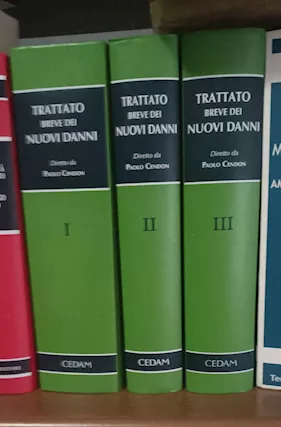 TRATTATO
BREVE DEI
NUOVI DANNI
Diretto da
PAOLO CENDON
I
CEDAM
TRATTATO
BREVE DEI
NUOVI DANNI
Diretto da
PAOLO CENDON
II
CEDAM
TRATTATO
BREVE DEI
NUOVI DANNI
Diretto da
PAOLO CENDON
III
CEDAM